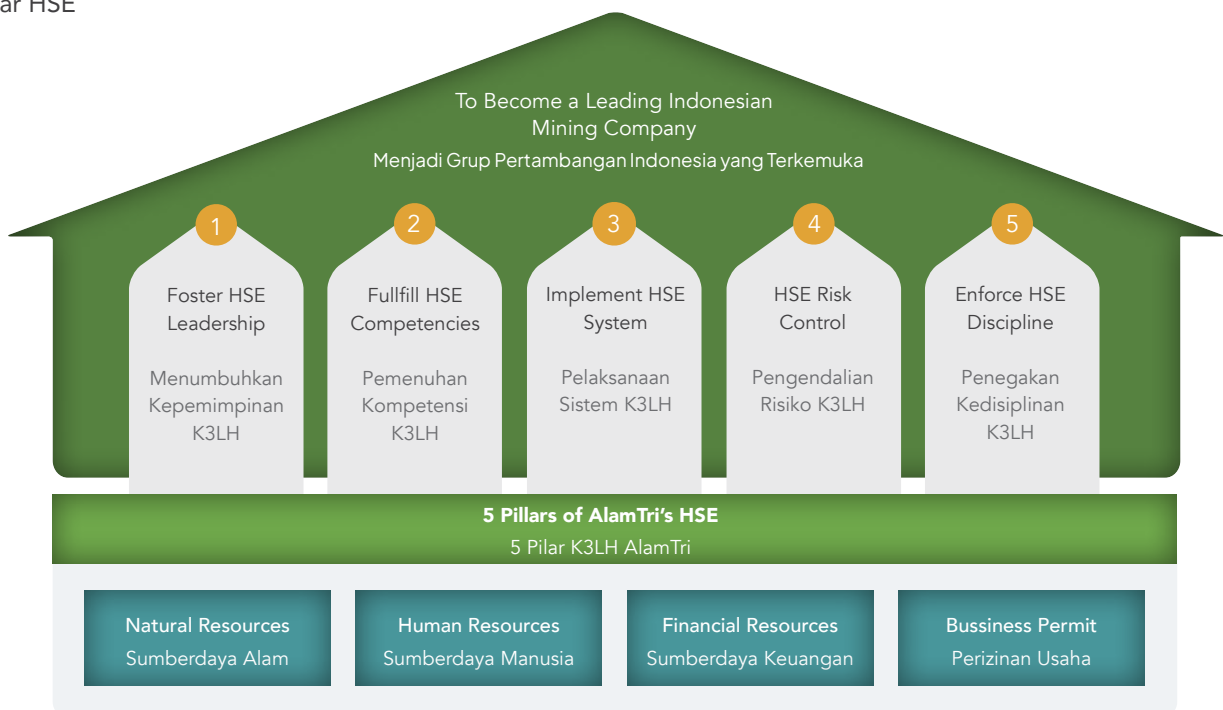 ar HSE
To Become a Leading Indonesian
Mining Company
Menjadi Grup Pertambangan Indonesia yang Terkemuka
1
Foster HSE
Leadership
Menumbuhkan
Kepemimpinan
K3LH
2
Fullfill HSE
Competencies
Pemenuhan
Kompetensi
K3LH
3
Implement HSE
System
Pelaksanaan
Sistem K3LH
4
HSE Risk
Control
Pengendalian
Risiko K3LH
5
Enforce HSE
Discipline
Penegakan
Kedisiplinan
K3LH
5 Pillars of AlamTri's HSE
5 Pilar K3LH AlamTri
Natural Resources
Sumberdaya Alam
Human Resources
Sumberdaya Manusia
Financial Resources
Sumberdaya Keuangan
Bussiness Permit
Perizinan Usaha